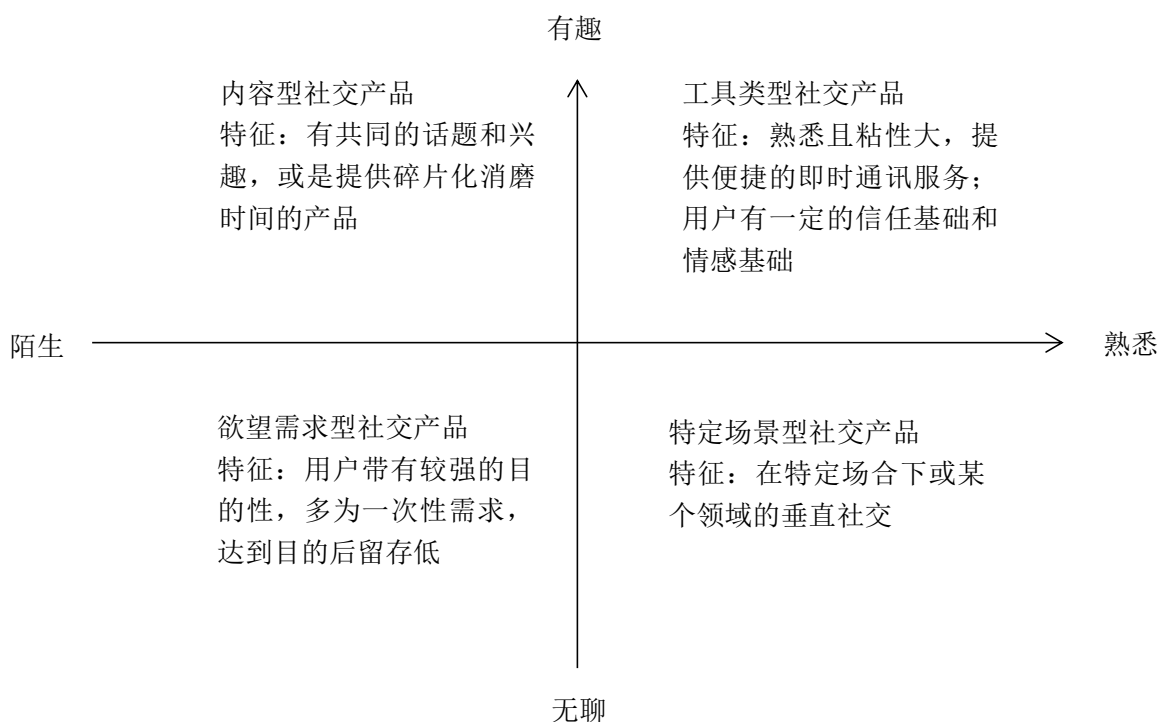 有趣
内容型社交产品
特征：有共同的话题和兴
趣，或是提供碎片化消磨
时间的产品
工具类型社交产品
特征：熟悉且粘性大，提
供便捷的即时通讯服务；
用户有一定的信任基础和
情感基础
陌生
熟悉
欲望需求型社交产品
特征：用户带有较强的目
的性，多为一次性需求，
达到目的后留存低
特定场景型社交产品
特征：在特定场合下或某
个领域的垂直社交
无聊